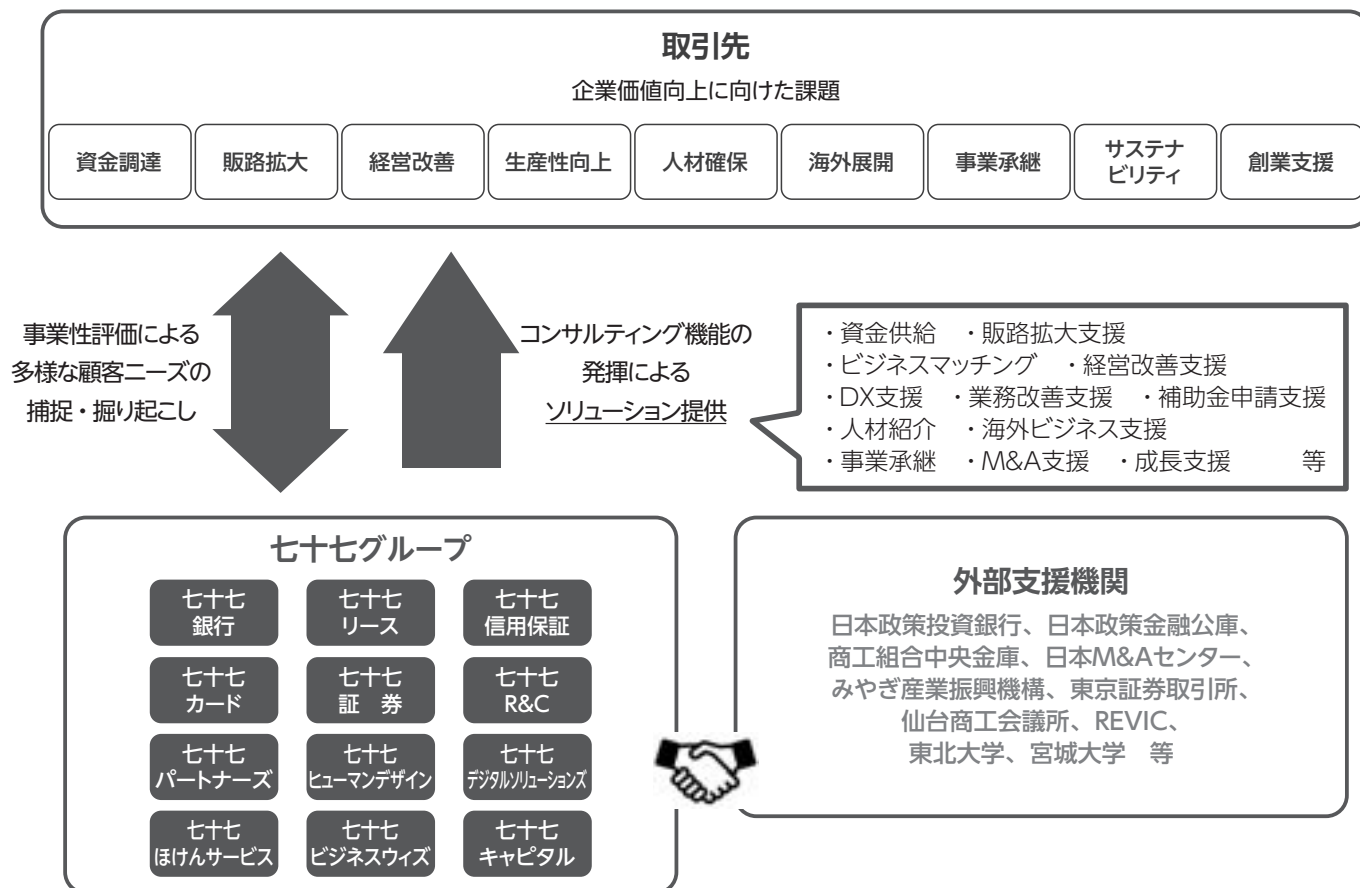 取引先
企業価値向上に向けた課題
資金調達
販路拡大
経営改善
生産性向上
人材確保
海外展開
事業承継
サステナ
ビリティ
創業支援
事業性評価による
多様な顧客ニーズの
捕捉・掘り起こし
コンサルティング機能の
発揮による
ソリューション提供
・資金供給　・販路拡大支援
・ビジネスマッチング　・経営改善支援
・DX支援　・業務改善支援　・補助金申請支援
・人材紹介　・海外ビジネス支援
・事業承継　・M&A支援　・成長支援　　等
七十七グループ
七十七
銀行
七十七
リース
七十七
信用保証
七十七
カード
七十七
証　券
七十七
R&C
七十七
パートナーズ
七十七
ヒューマンデザイン
七十七
デジタルソリューションズ
七十七
ほけんサービス
七十七
ビジネスウィズ
七十七
キャピタル
外部支援機関
日本政策投資銀行、日本政策金融公庫、
商工組合中央金庫、日本M&Aセンター、
みやぎ産業振興機構、東京証券取引所、
仙台商工会議所、REVIC、
東北大学、宮城大学　等